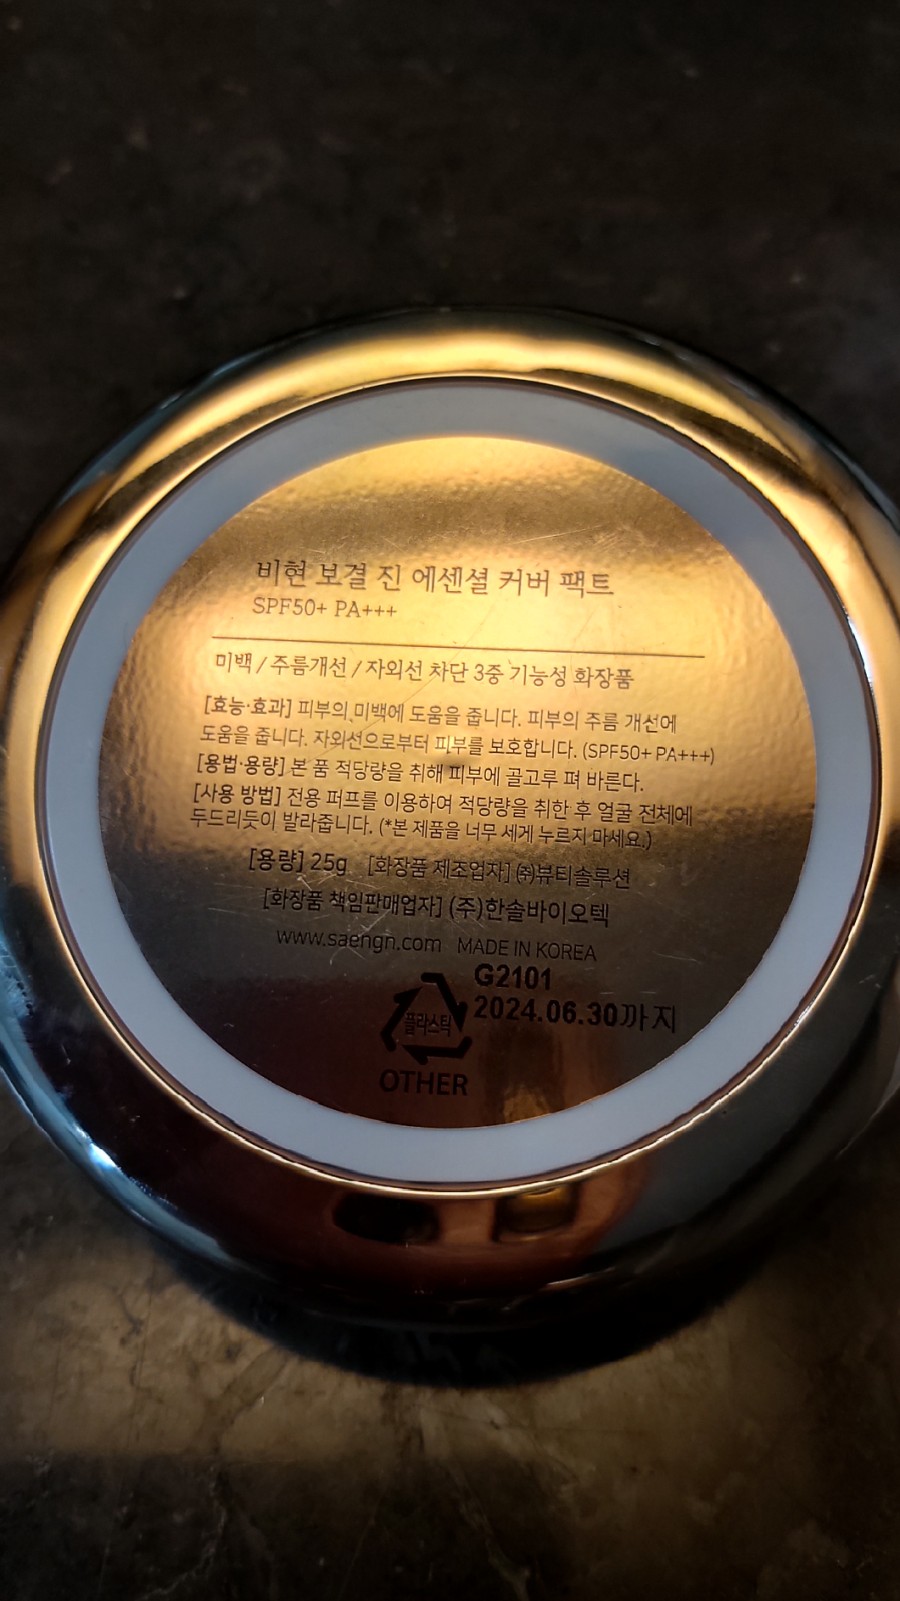 비현 보결 진 에센셜 커버 팩트
SPF50+ PA+++
미백 / 주름개선 / 자외선 차단 3중 기능성 화장품
[효능·효과] 피부의 미백에 도움을 줍니다. 피부의 주름 개선에
도움을 줍니다. 자외선으로부터 피부를 보호합니다. (SPF50+ PA+++)
[용법·용량] 본 품 적당량을 취해 피부에 골고루 펴 바른다.
[사용 방법] 전용 퍼프를 이용하여 적당량을 취한 후 얼굴 전체에
두드리듯이 발라줍니다. (*본 제품을 너무 세게 누르지 마세요.)
[용량] 25g [화장품 제조업자] ㈜뷰티솔루션
[화장품 책임판매업자] (주)한솔바이오텍
www.saengn.com MADE IN KOREA
G2101
2024.06.30까지
플라스틱
OTHER